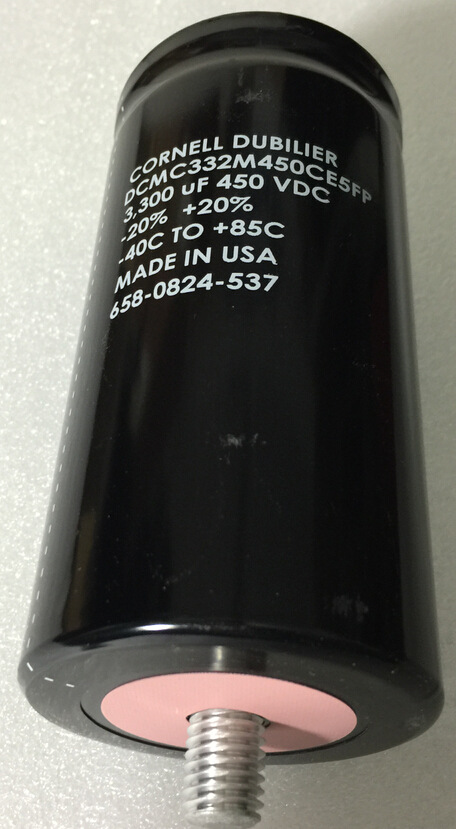 CORNELL DUBILIER
DCMC332M450CE5FP
3,300 uF 450 VDC
-20% +20%
-40C TO +85C
MADE IN USA
658-0824-537